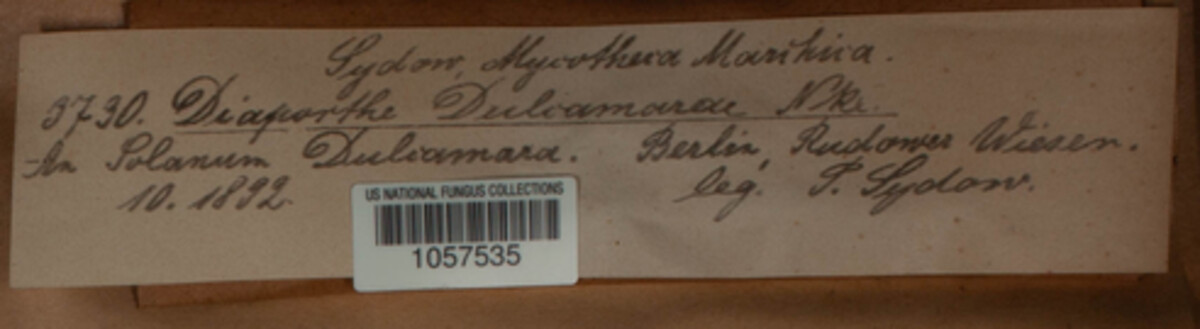 Sydow, Mycotheca Marchica.
3730. Diaporthe Dulcamarae Nke.
An Solanum Dulcamara. Berlin, Rudower Wiesen.
10. 1892. leg. P. Sydow.
US NATIONAL FUNGUS COLLECTIONS
1057535